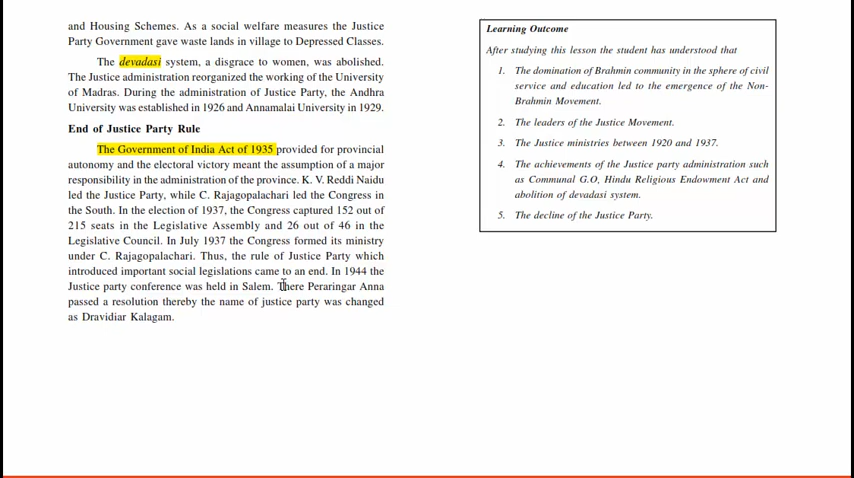 and Housing Schemes. As a social welfare measures the Justice
Party Government gave waste lands in village to Depressed Classes.
The devadasi system, a disgrace to women, was abolished.
The Justice administration reorganized the working of the University
of Madras. During the administration of Justice Party, the Andhra
University was established in 1926 and Annamalai University in 1929.
End of Justice Party Rule
The Government of India Act of 1935 provided for provincial
autonomy and the electoral victory meant the assumption of a major
responsibility in the administration of the province. K. V. Reddi Naidu
led the Justice Party, while C. Rajagopalachari led the Congress in
the South. In the election of 1937, the Congress captured 152 out of
215 seats in the Legislative Assembly and 26 out of 46 in the
Legislative Council. In July 1937 the Congress formed its ministry
under C. Rajagopalachari. Thus, the rule of Justice Party which
introduced important social legislations came to an end. In 1944 the
Justice party conference was held in Salem. There Peraringar Anna
passed a resolution thereby the name of justice party was changed
as Dravidiar Kalagam.
Learning Outcome
After studying this lesson the student has understood that
1. The domination of Brahmin community in the sphere of civil
service and education led to the emergence of the Non-
Brahmin Movement.
2. The leaders of the Justice Movement.
3. The Justice ministries between 1920 and 1937.
4. The achievements of the Justice party administration such
as Communal G.O, Hindu Religious Endowment Act and
abolition of devadasi system.
5. The decline of the Justice Party.